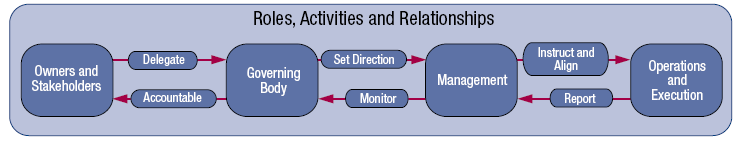 Roles, Activities and Relationships
Owners and
Stakeholders
Delegate
Accountable
Governing
Body
Set Direction
Monitor
Management
Instruct and
Align
Report
Operations
and
Execution